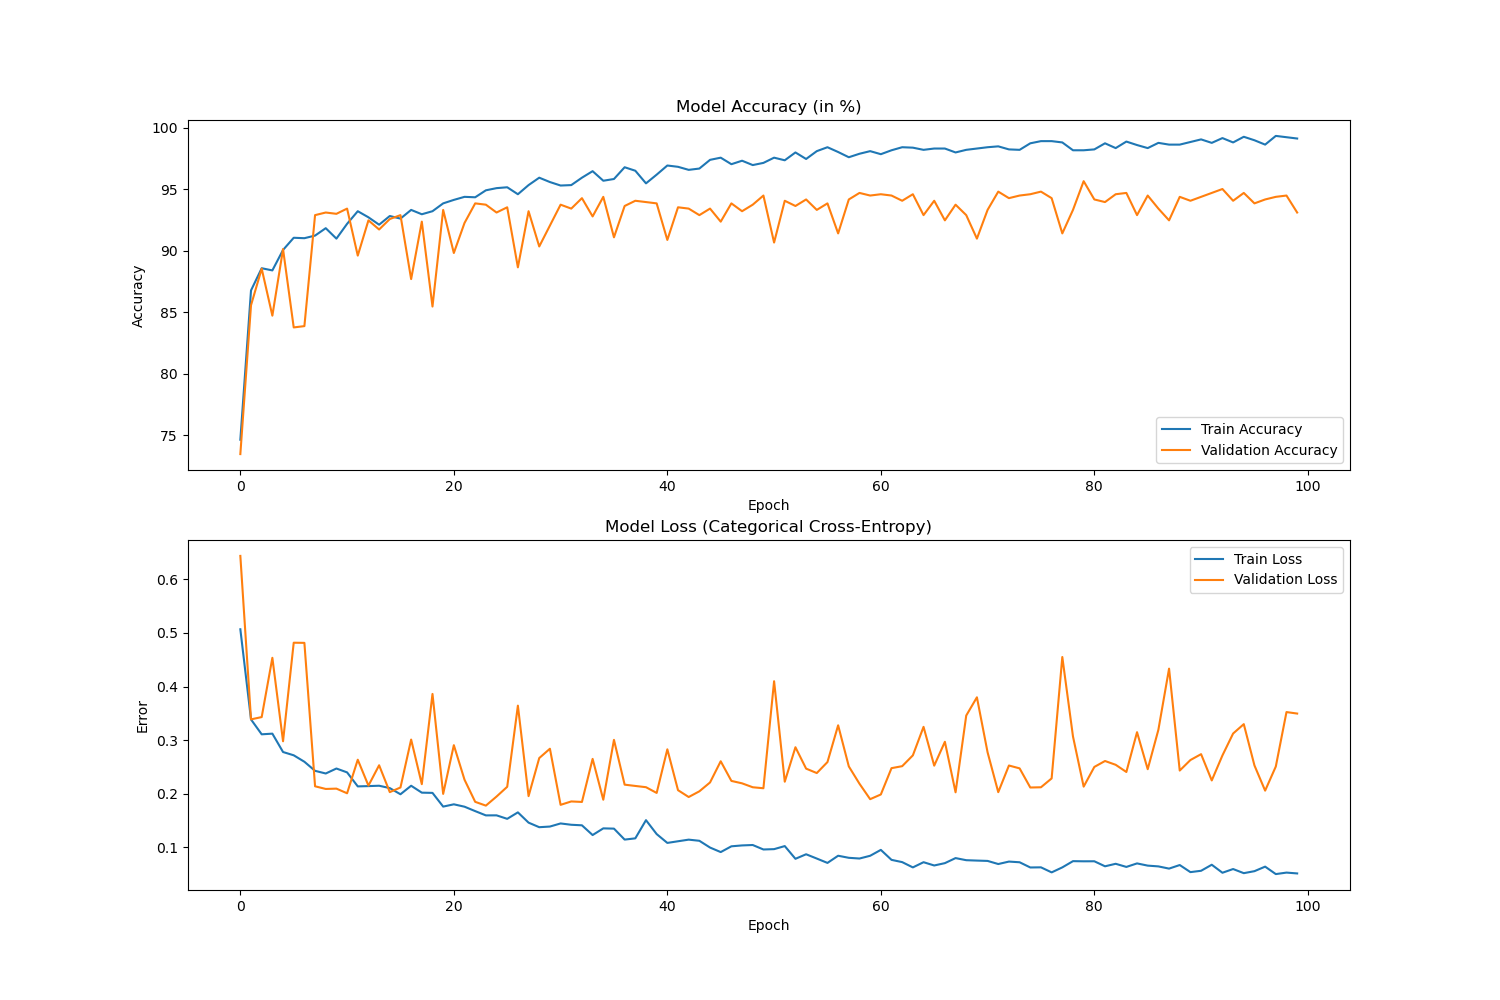 Model Accuracy (in %)
100
95
90
85
80
75
Accuracy
Train Accuracy
Validation Accuracy
0 20 40 60 80 100
Epoch
Model Loss (Categorical Cross-Entropy)
Train Loss
Validation Loss
0.6
0.5
0.4
0.3
0.2
0.1
Error
0 20 40 60 80 100
Epoch